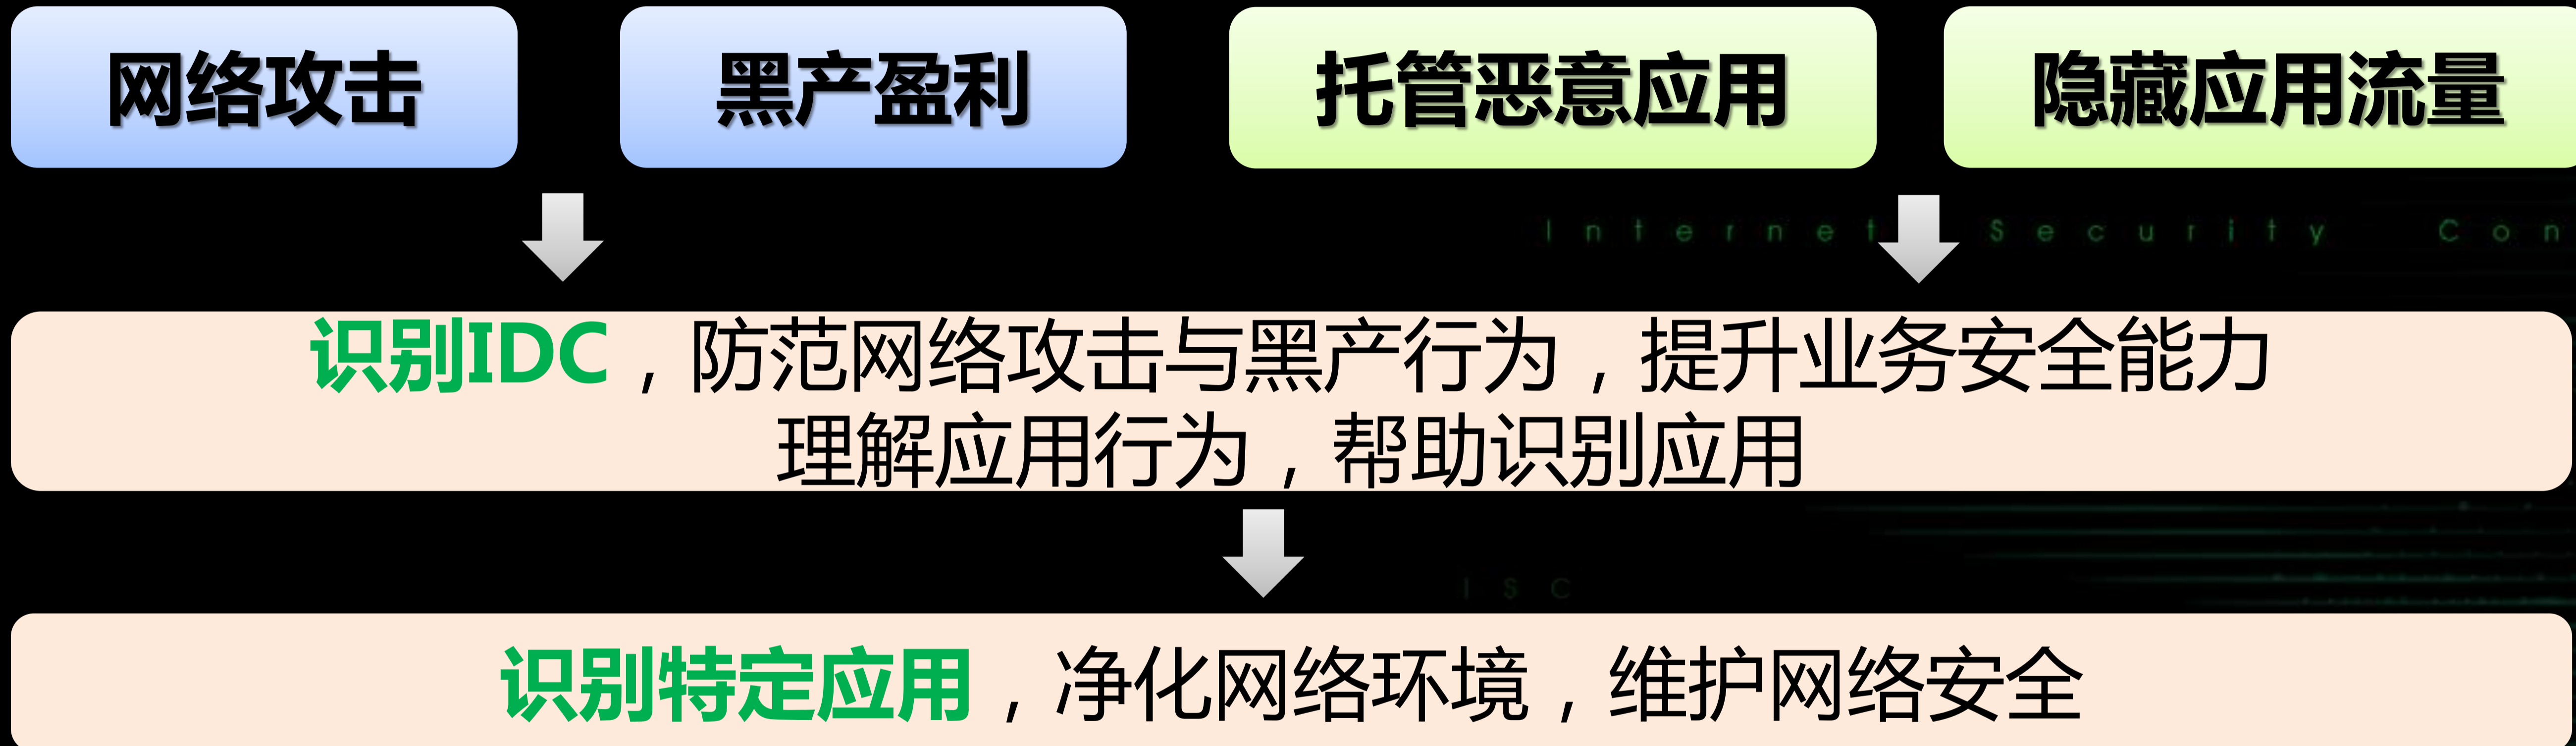 网络攻击
黑产盈利
托管恶意应用
隐藏应用流量
Internet Security Con
识别IDC，防范网络攻击与黑产行为，提升业务安全能力
理解应用行为，帮助识别应用
ISC
识别特定应用，净化网络环境，维护网络安全